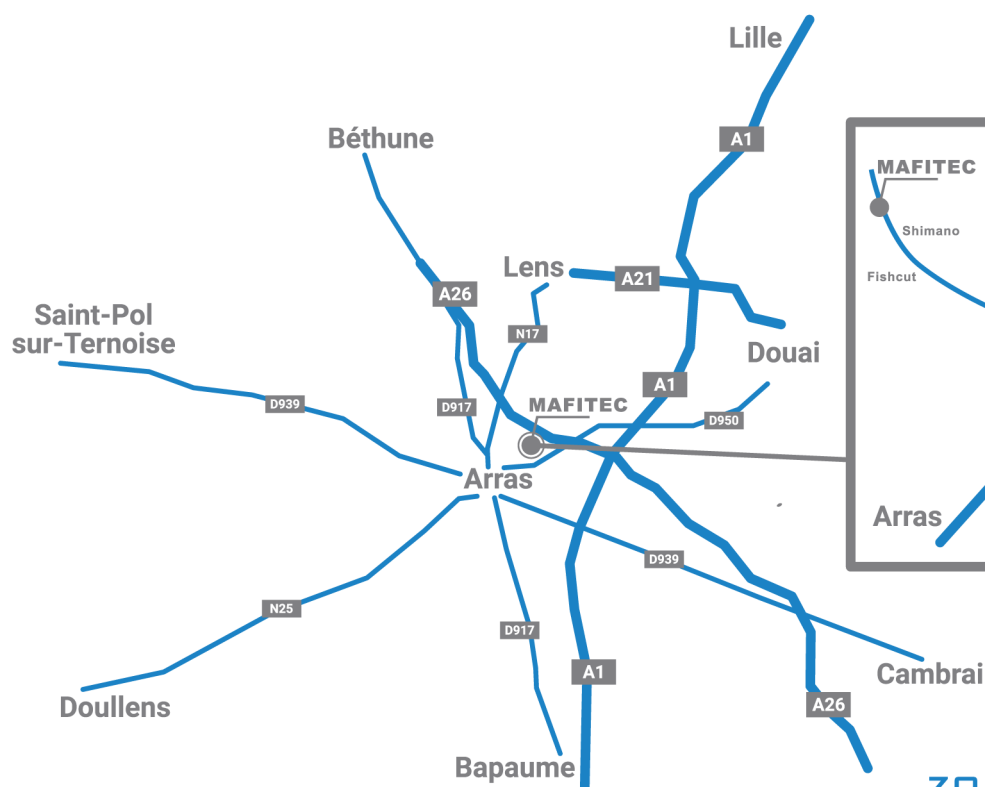 Lille
A1
Béthune
MAFITEC
Shimano
Fishcut
Lens
A21
A26
Saint-Pol
sur-Ternoise
N17
Douai
A1
D939
D917
MAFITEC
D950
Arras
Arras
D939
N25
D917
A1
Cambrai
A26
Doullens
Bapaume